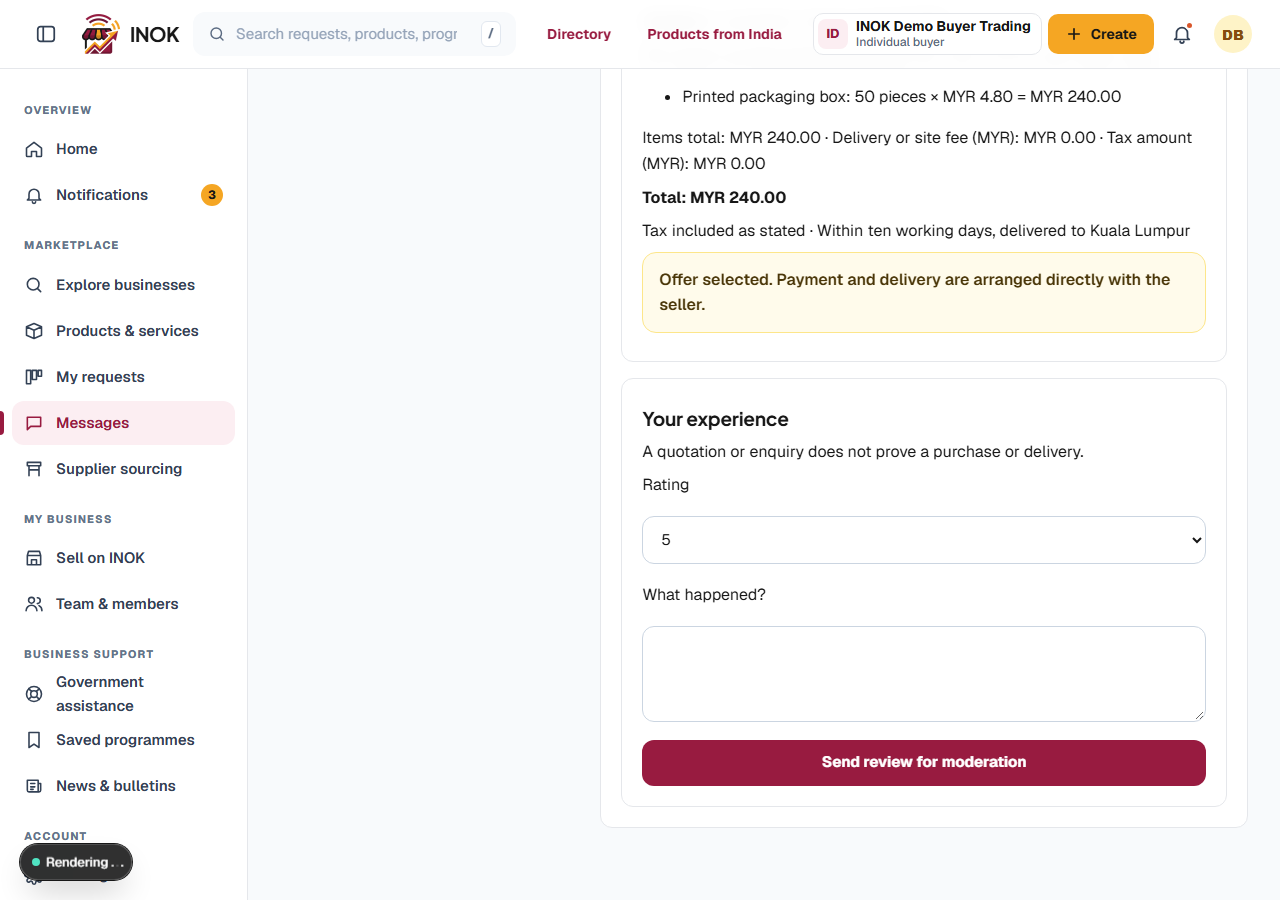 INOK
Search requests, products, progr
/
Directory
Products from India
ID
INOK Demo Buyer Trading
Individual buyer
Create
DB
OVERVIEW
Home
Notifications
3
MARKETPLACE
Explore businesses
Products & services
My requests
Messages
Supplier sourcing
MY BUSINESS
Sell on INOK
Team & members
BUSINESS SUPPORT
Government
assistance
Saved programmes
News & bulletins
ACCOUNT
Rendering...
Printed packaging box: 50 pieces × MYR 4.80 = MYR 240.00
Items total: MYR 240.00 · Delivery or site fee (MYR): MYR 0.00 · Tax amount
(MYR): MYR 0.00
Total: MYR 240.00
Tax included as stated · Within ten working days, delivered to Kuala Lumpur
Offer selected. Payment and delivery are arranged directly with the
seller.
Your experience
A quotation or enquiry does not prove a purchase or delivery.
Rating
5
What happened?
Send review for moderation